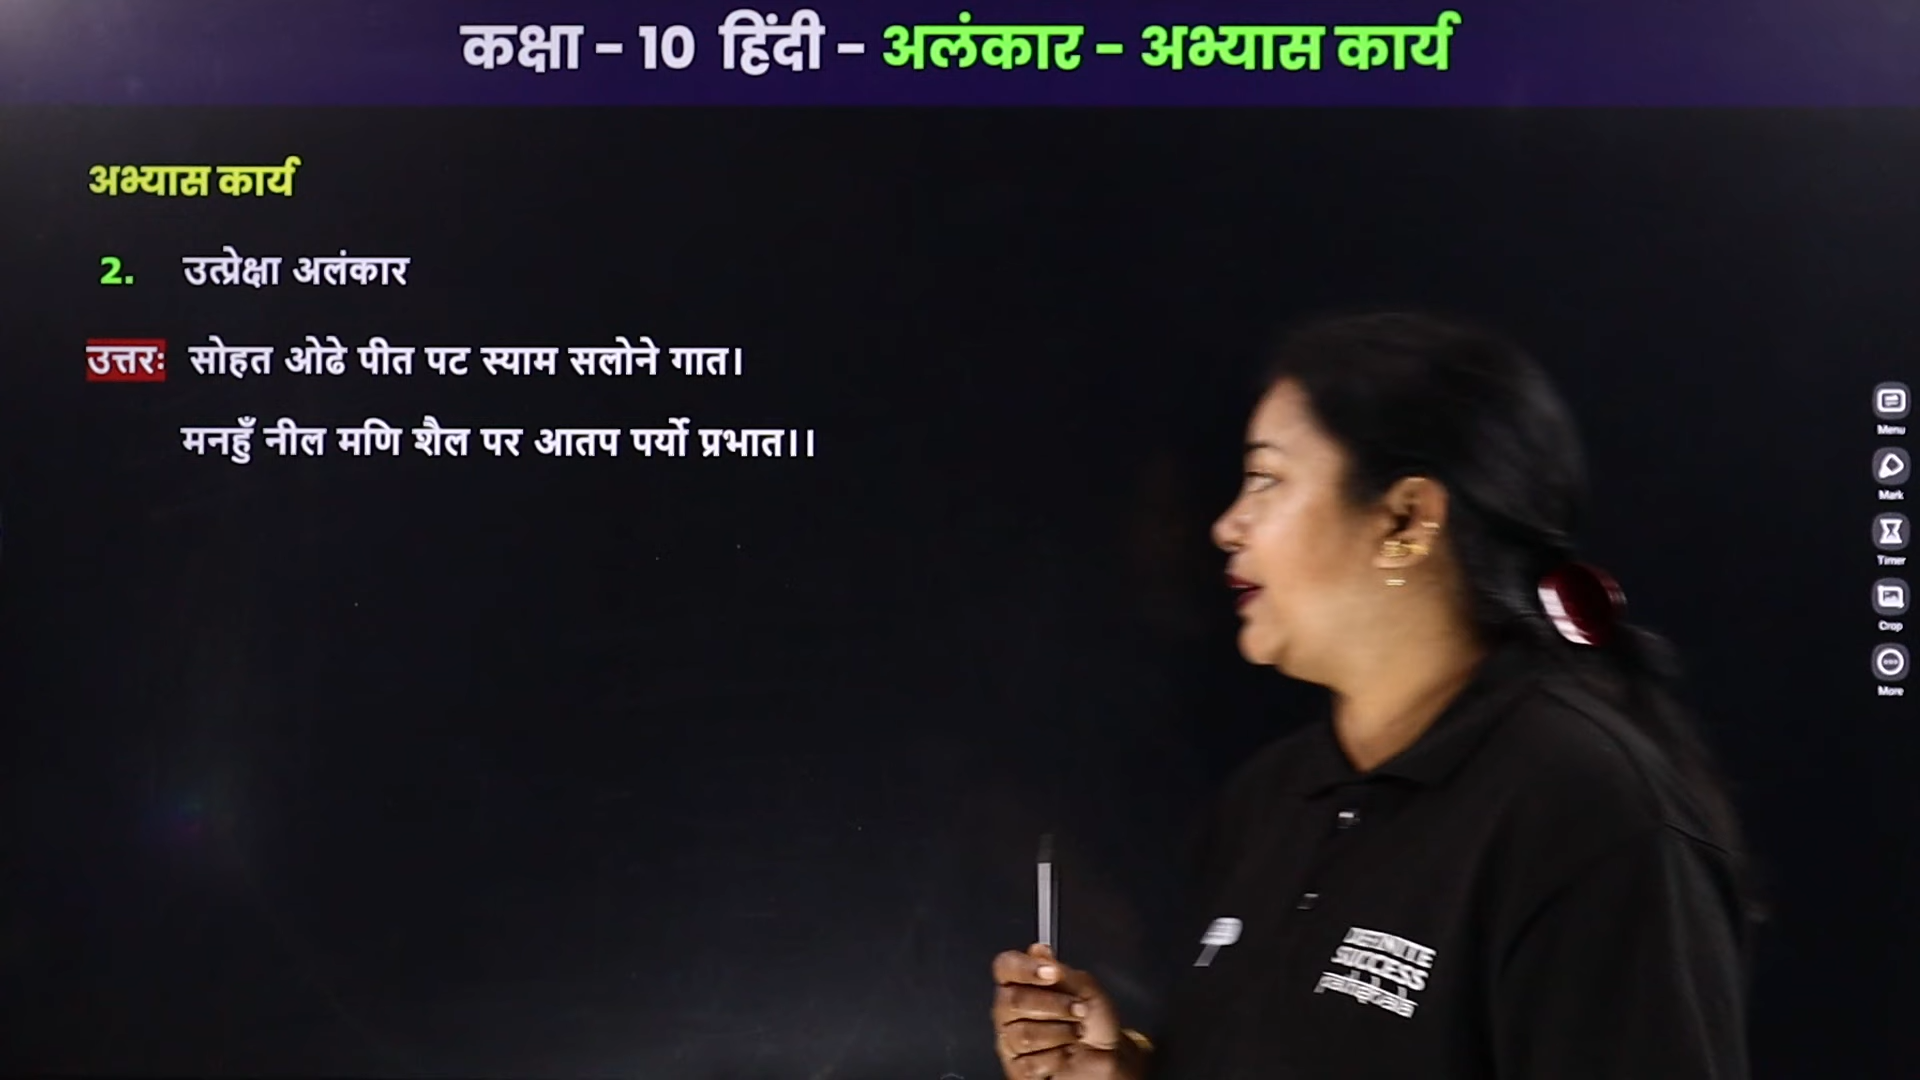 कक्षा – 10 हिंदी – अलंकार – अभ्यास कार्य
अभ्यास कार्य
2. उत्प्रेक्षा अलंकार
उत्तरः सोहत ओढे पीत पट स्याम सलोने गात।
मनहुँ नील मणि शैल पर आतप पर्यो प्रभात।।
Menu
Mark
Timer
Crop
More
SUCCESS